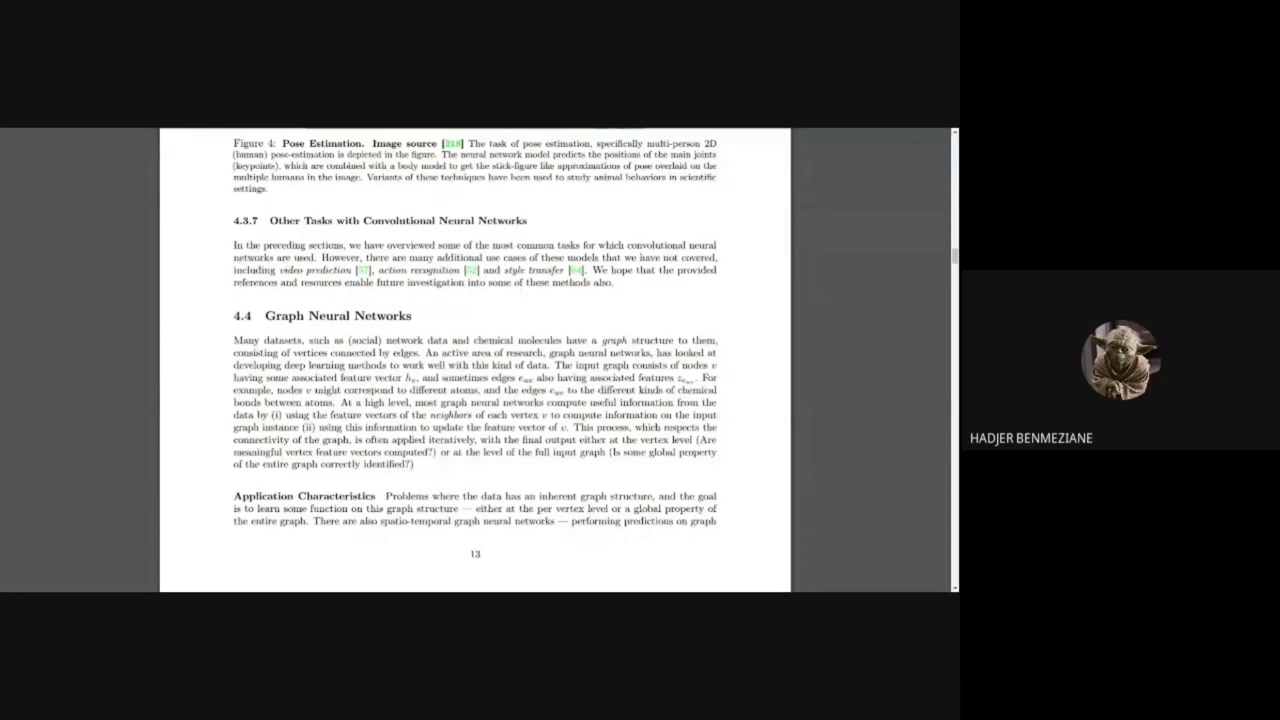 Figure 4: Pose Estimation. Image source [218] The task of pose estimation, specifically multi-person 2D
(human) pose-estimation is depicted in the figure. The neural network model predicts the positions of the main joints
(keypoints), which are combined with a body model to get the stick-figure like approximations of pose overlaid on the
multiple humans in the image. Variants of these techniques have been used to study animal behaviors in scientific
settings.
4.3.7 Other Tasks with Convolutional Neural Networks
In the preceding sections, we have overviewed some of the most common tasks for which convolutional neural
networks are used. However, there are many additional use cases of these models that we have not covered,
including video prediction [57], action recognition [52] and style transfer [64]. We hope that the provided
references and resources enable future investigation into some of these methods also.
4.4 Graph Neural Networks
Many datasets, such as (social) network data and chemical molecules have a graph structure to them,
consisting of vertices connected by edges. An active area of research, graph neural networks, has looked at
developing deep learning methods to work well with this kind of data. The input graph consists of nodes v
having some associated feature vector hᵥ, and sometimes edges eᵤᵥ also having associated features zₑᵤᵥ. For
example, nodes v might correspond to different atoms, and the edges eᵤᵥ to the different kinds of chemical
bonds between atoms. At a high level, most graph neural networks compute useful information from the
data by (i) using the feature vectors of the neighbors of each vertex v to compute information on the input
graph instance (ii) using this information to update the feature vector of v. This process, which respects the
connectivity of the graph, is often applied iteratively, with the final output either at the vertex level (Are
meaningful vertex feature vectors computed?) or at the level of the full input graph (Is some global property
of the entire graph correctly identified?)
Application Characteristics Problems where the data has an inherent graph structure, and the goal
is to learn some function on this graph structure — either at the per vertex level or a global property of
the entire graph. There are also spatio-temporal graph neural networks — performing predictions on graph
13
HADJER BENMEZIANE